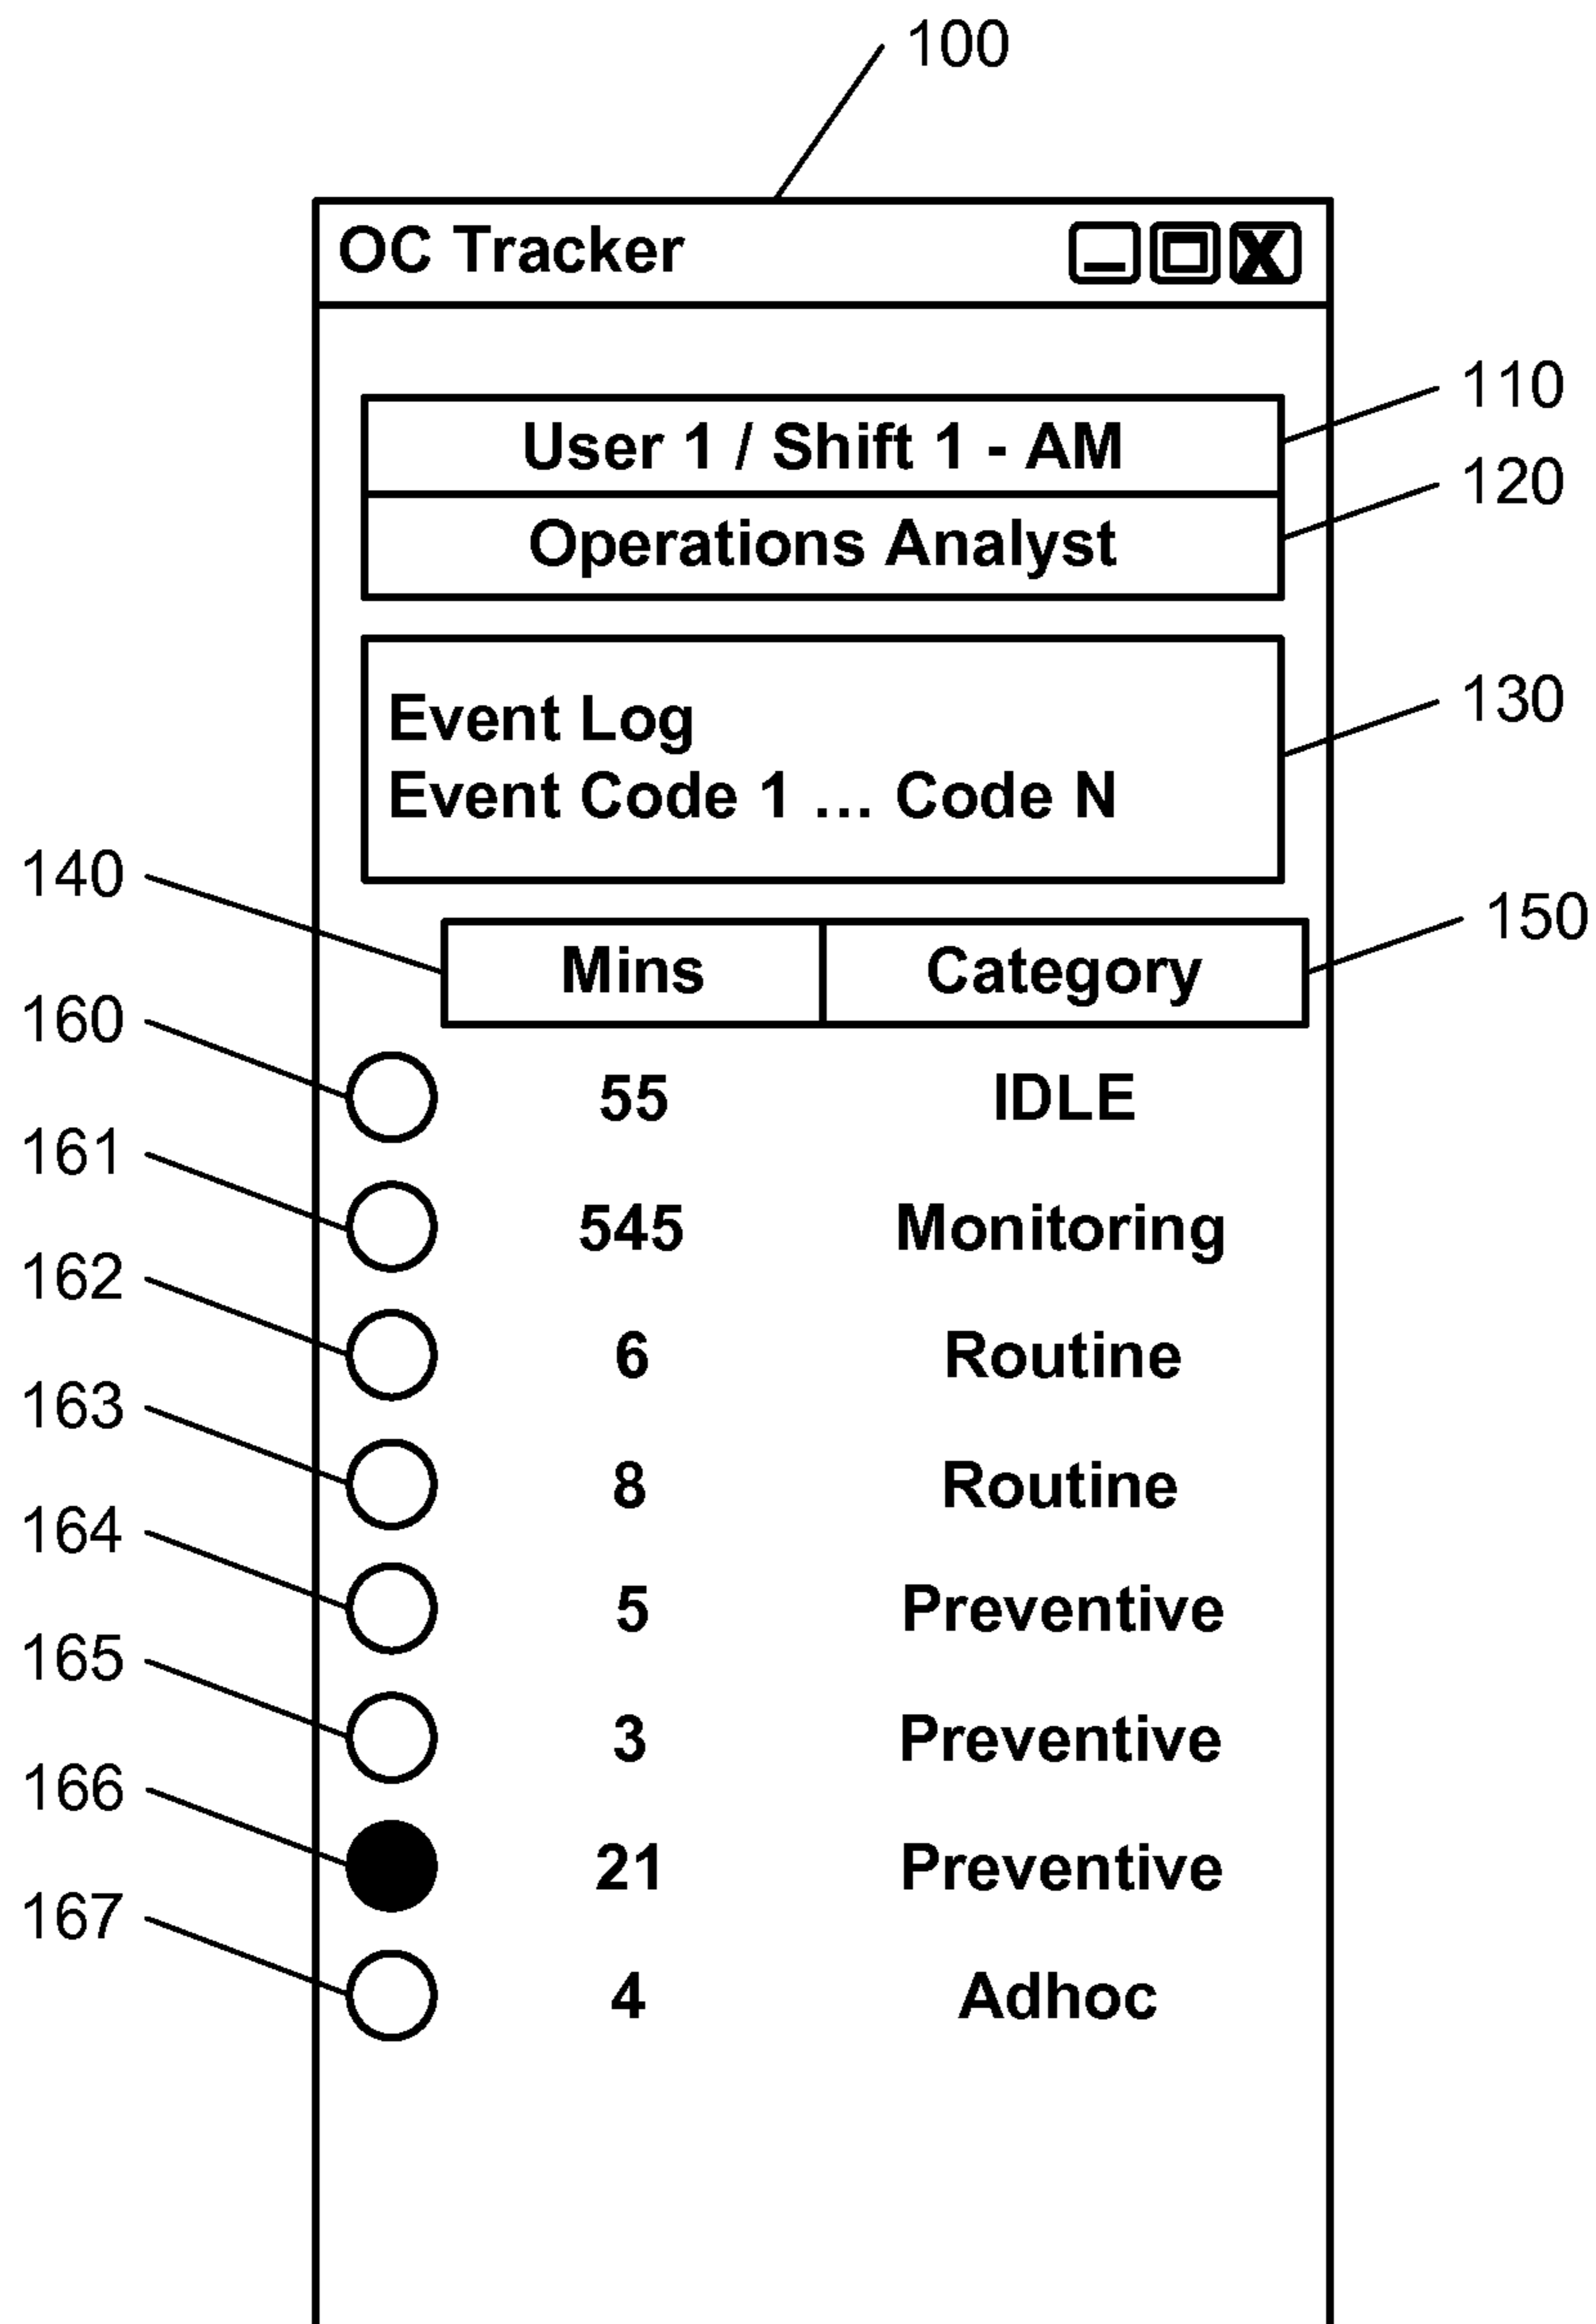 100
OC Tracker
110
User 1 / Shift 1 - AM
120
Operations Analyst
130
Event Log
Event Code 1 ... Code N
140
150
Mins Category
160
55 IDLE
161
545 Monitoring
162
6 Routine
163
8 Routine
164
5 Preventive
165
3 Preventive
166
21 Preventive
167
4 Adhoc